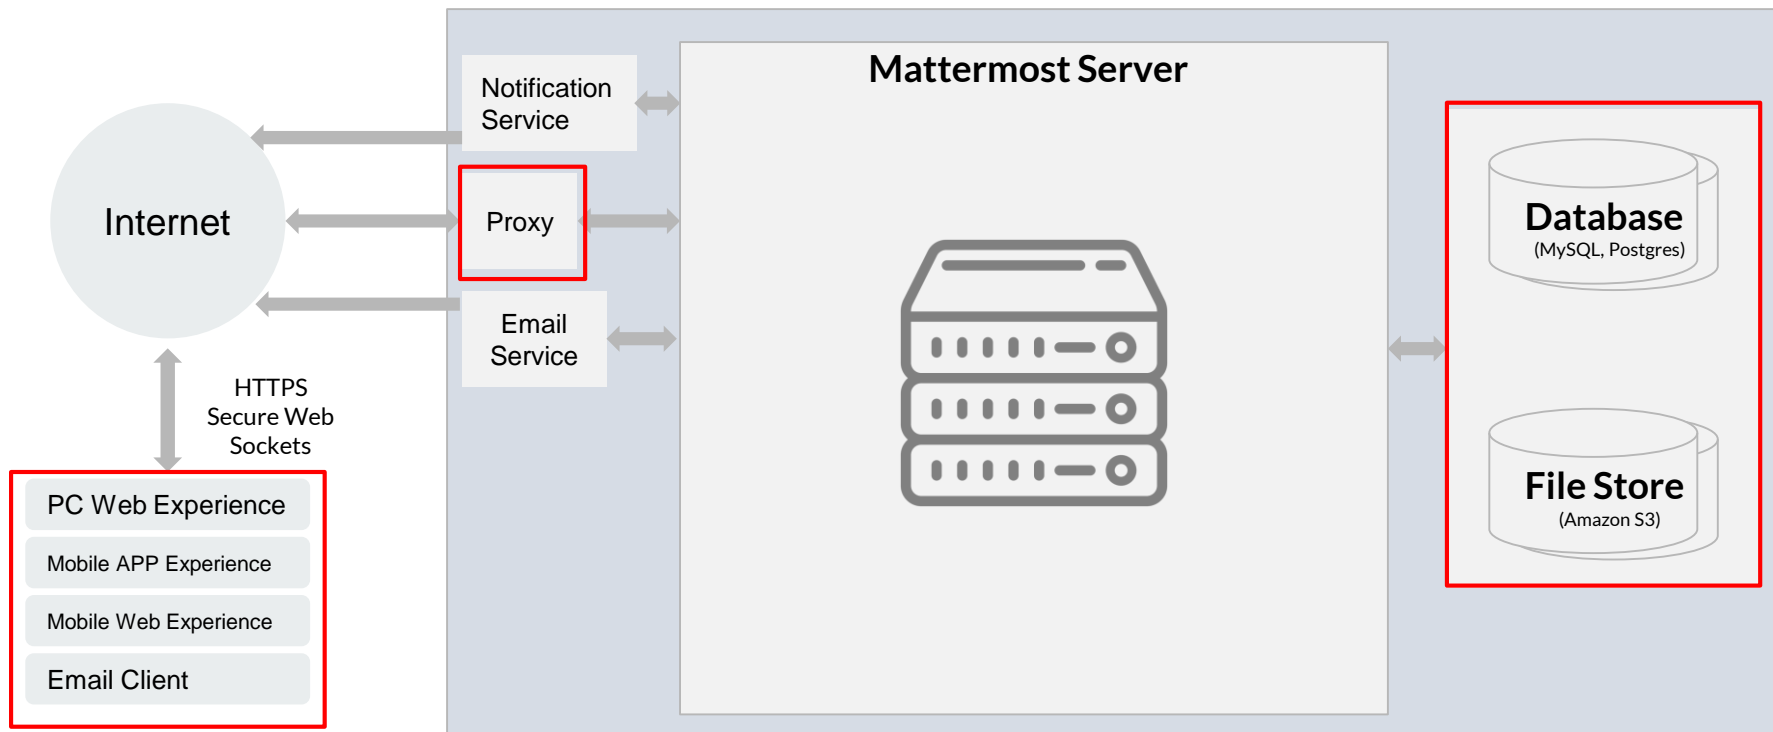 Mattermost Server
Notification
Service
Internet
Proxy
Email
Service
HTTPS
Secure Web
Sockets
PC Web Experience
Mobile APP Experience
Mobile Web Experience
Email Client
Database
(MySQL, Postgres)
File Store
(Amazon S3)